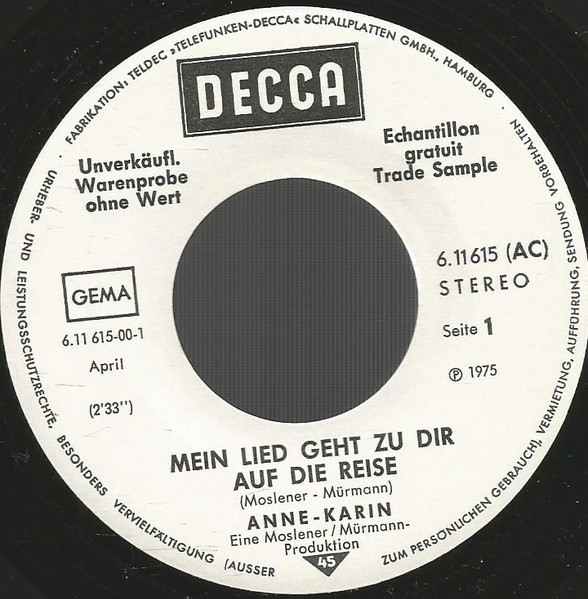 · FABRIKATION: TELDEC »TELEFUNKEN-DECCA« SCHALLPLATTEN GMBH., HAMBURG ·
DECCA
Unverkäufl.
Warenprobe
ohne Wert
Echantillon
gratuit
Trade Sample
GEMA
6.11 615-00-1
April
(2'33'')
6.11615 (AC)
STEREO
Seite 1
Ⓟ 1975
MEIN LIED GEHT ZU DIR
AUF DIE REISE
(Moslener - Mürmann)
ANNE-KARIN
Eine Moslener/Mürmann-
Produktion
45
URHEBER- UND LEISTUNGSSCHUTZRECHTE, BESONDERS VERVIELFÄLTIGUNG (AUSSER ZUM PERSÖNLICHEN GEBRAUCH), VERMIETUNG, AUFFÜHRUNG, SENDUNG VORBEHALTEN